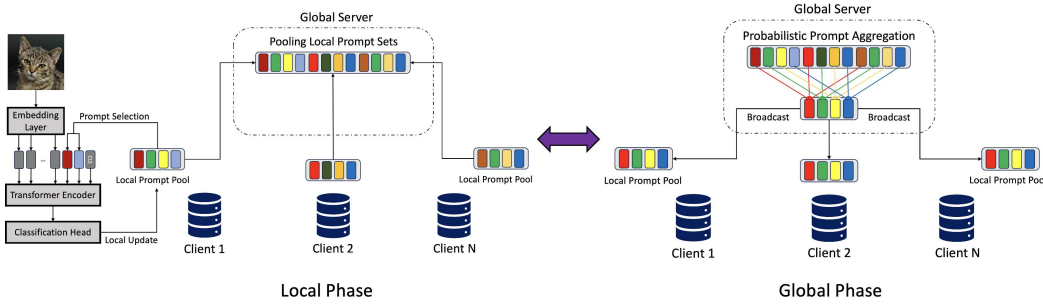 Global Server
Pooling Local Prompt Sets
Embedding
Layer
Prompt Selection
...
CLS
Local Prompt Pool
Transformer Encoder
Classification Head
Local Update
Local Prompt Pool
Client 1
Client 2
Client N
Local Phase
Global Server
Probabilistic Prompt Aggregation
Broadcast
Broadcast
Local Prompt Pool
Local Prompt Pool
Client 1
Client 2
Client N
Global Phase